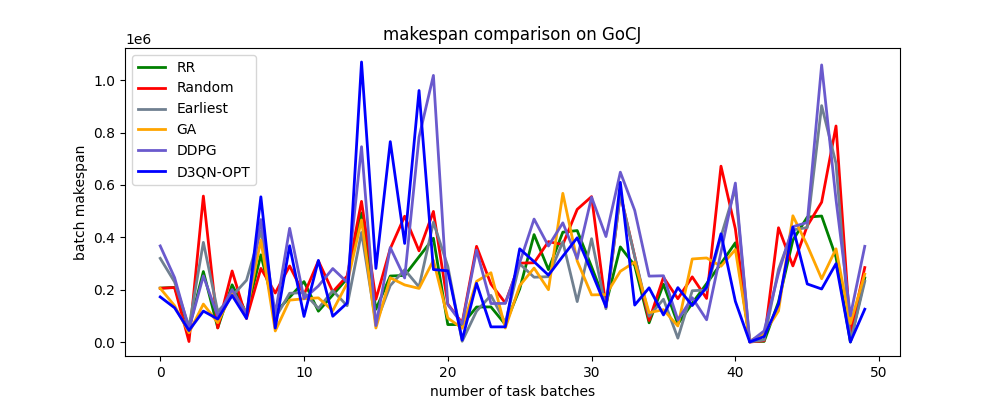 makespan comparison on GoCJ
1e6
1.0
0.8
0.6
0.4
0.2
0.0
batch makespan
RR
Random
Earliest
GA
DDPG
D3QN-OPT
0 10 20 30 40 50
number of task batches